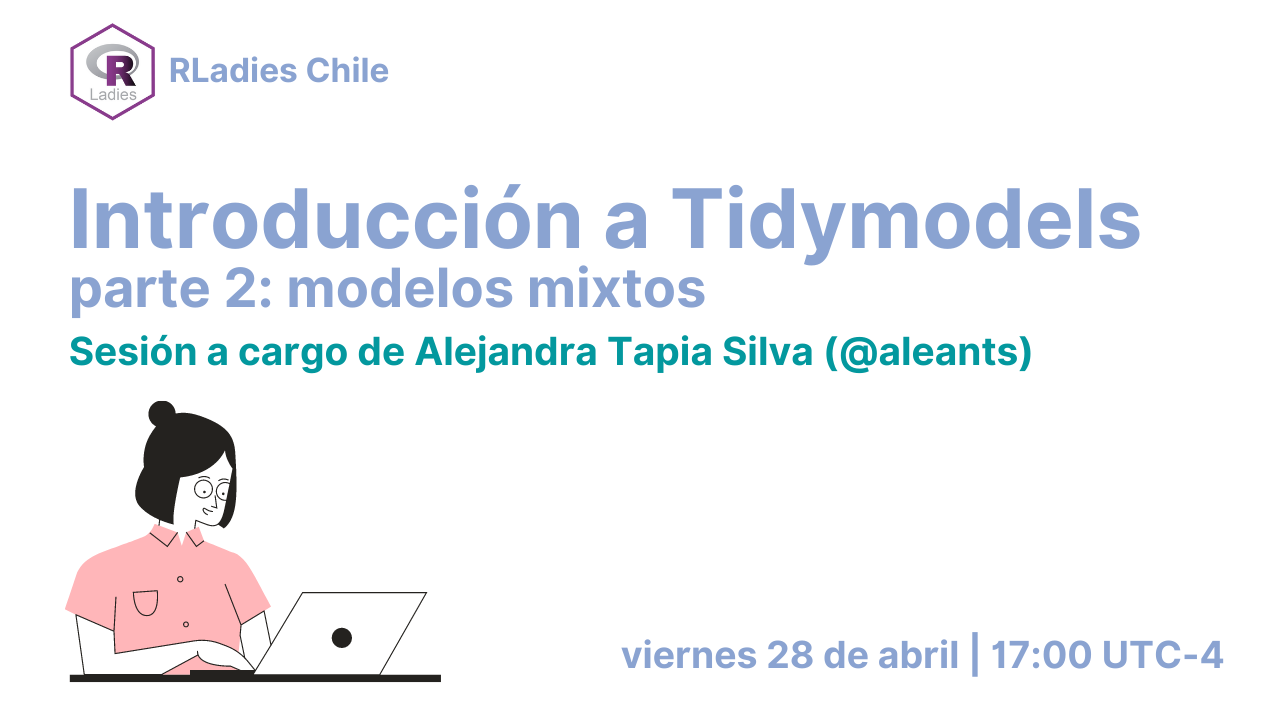 R
Ladies
RLadies Chile
Introducción a Tidymodels
parte 2: modelos mixtos
Sesión a cargo de Alejandra Tapia Silva (@aleants)
viernes 28 de abril | 17:00 UTC-4